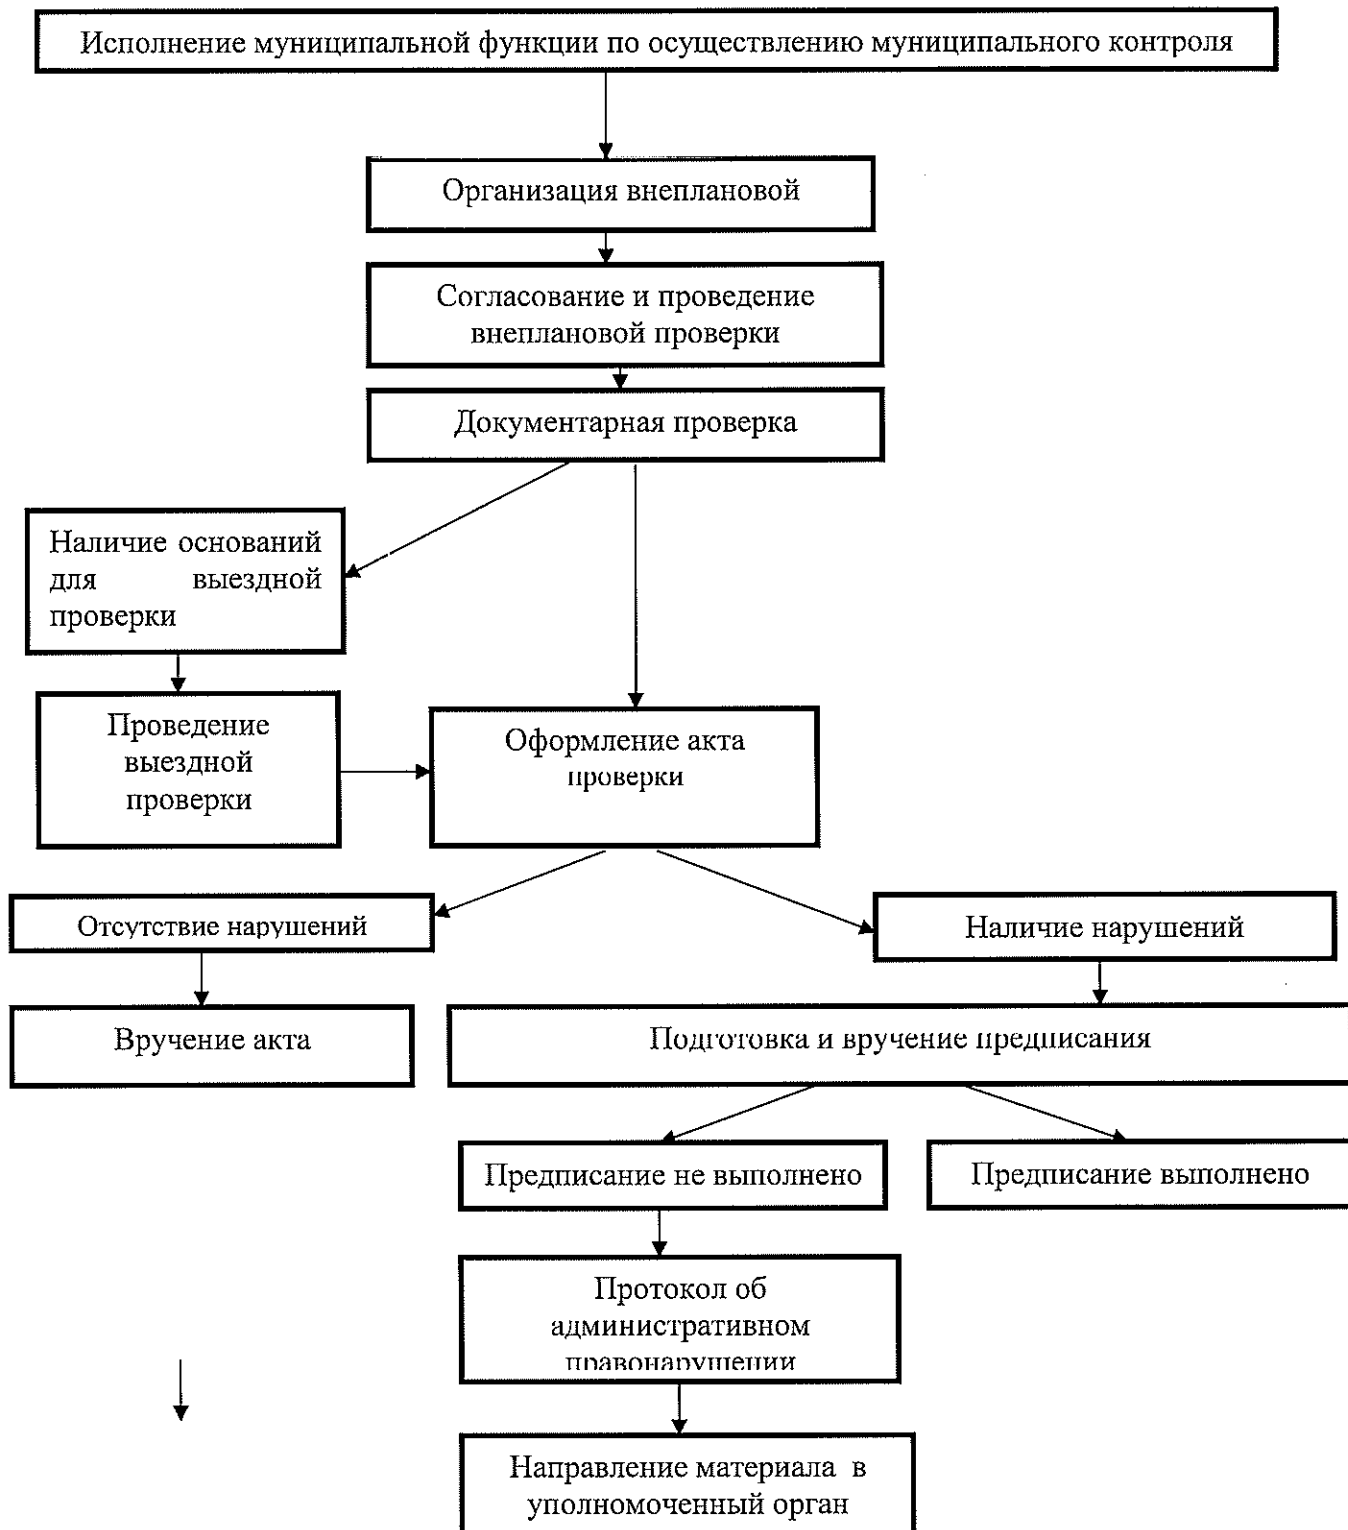 Исполнение муниципальной функции по осуществлению муниципального контроля
Организация внеплановой
Согласование и проведение
внеплановой проверки
Документарная проверка
Наличие оснований
для выездной
проверки
Проведение
выездной
проверки
Оформление акта
проверки
Отсутствие нарушений
Наличие нарушений
Вручение акта
Подготовка и вручение предписания
Предписание не выполнено
Предписание выполнено
Протокол об
административном
правонарушении
Направление материала в
уполномоченный орган